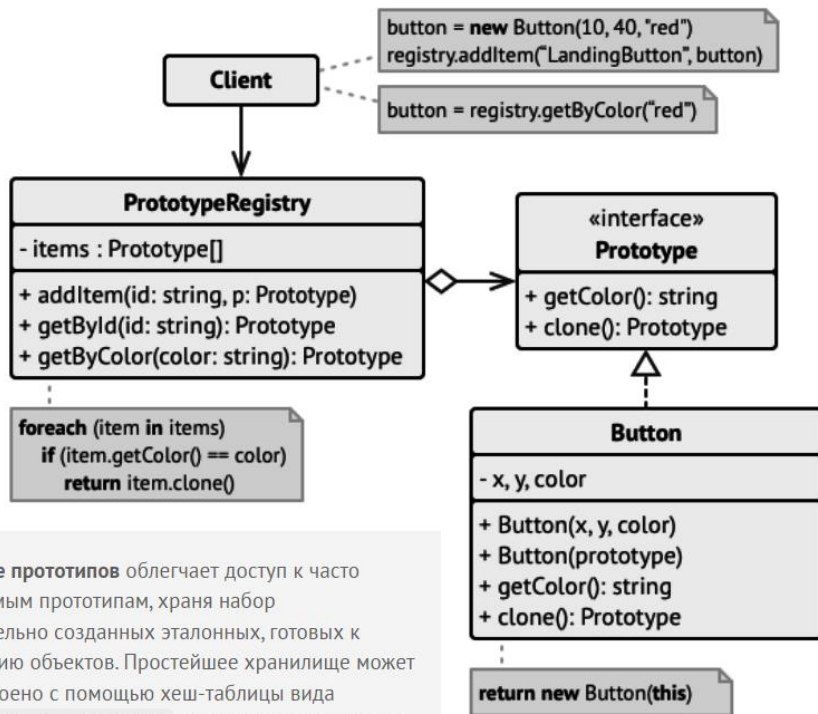 button = new Button(10, 40, "red")
registry.addItem(“LandingButton”, button)
Client
button = registry.getByColor(“red”)
PrototypeRegistry
- items : Prototype[]
+ addItem(id: string, p: Prototype)
+ getById(id: string): Prototype
+ getByColor(color: string): Prototype
«interface»
Prototype
+ getColor(): string
+ clone(): Prototype
foreach (item in items)
if (item.getColor() == color)
return item.clone()
Button
- x, y, color
+ Button(x, y, color)
+ Button(prototype)
+ getColor(): string
+ clone(): Prototype
return new Button(this)
прототипов облегчает доступ к часто
прототипам, храня набор
созданных эталонных, готовых к
объектов. Простейшее хранилище может
с помощью хеш-таблицы вида